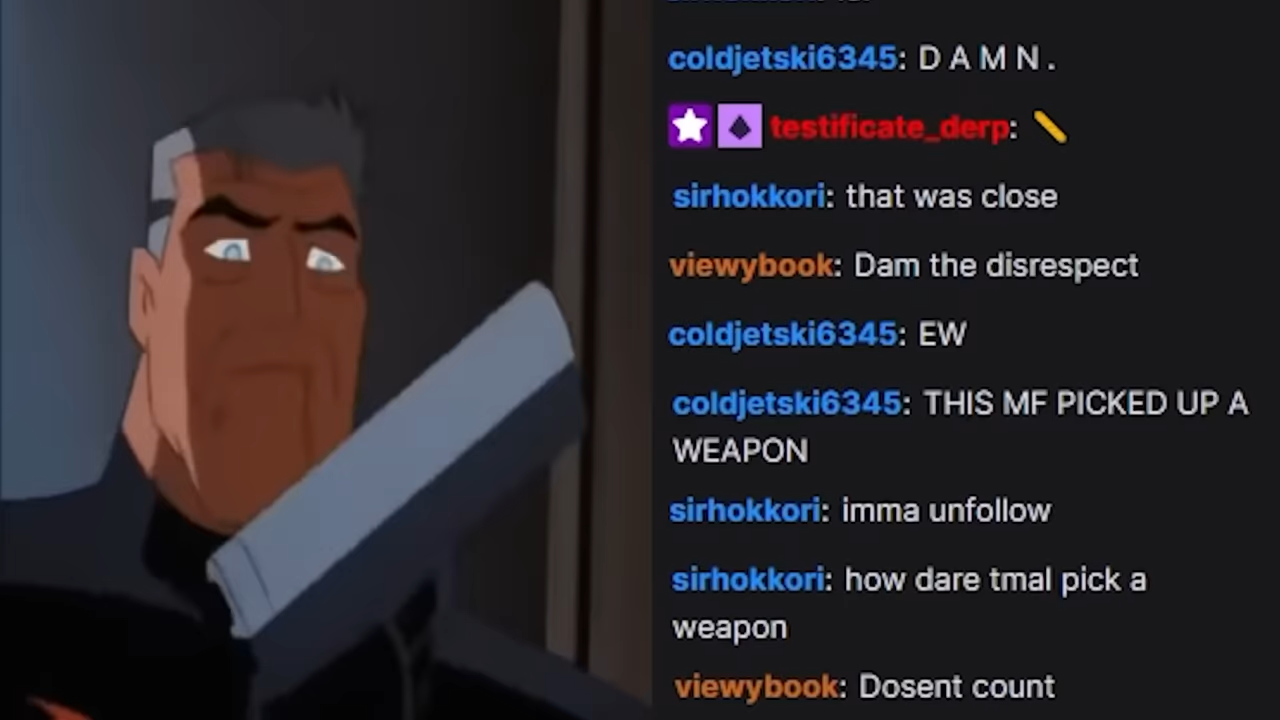 coldjetski6345: D A M N .
testificate_derp:
sirhokkori: that was close
viewybook: Dam the disrespect
coldjetski6345: EW
coldjetski6345: THIS MF PICKED UP A
WEAPON
sirhokkori: imma unfollow
sirhokkori: how dare tmal pick a
weapon
viewybook: Dosent count